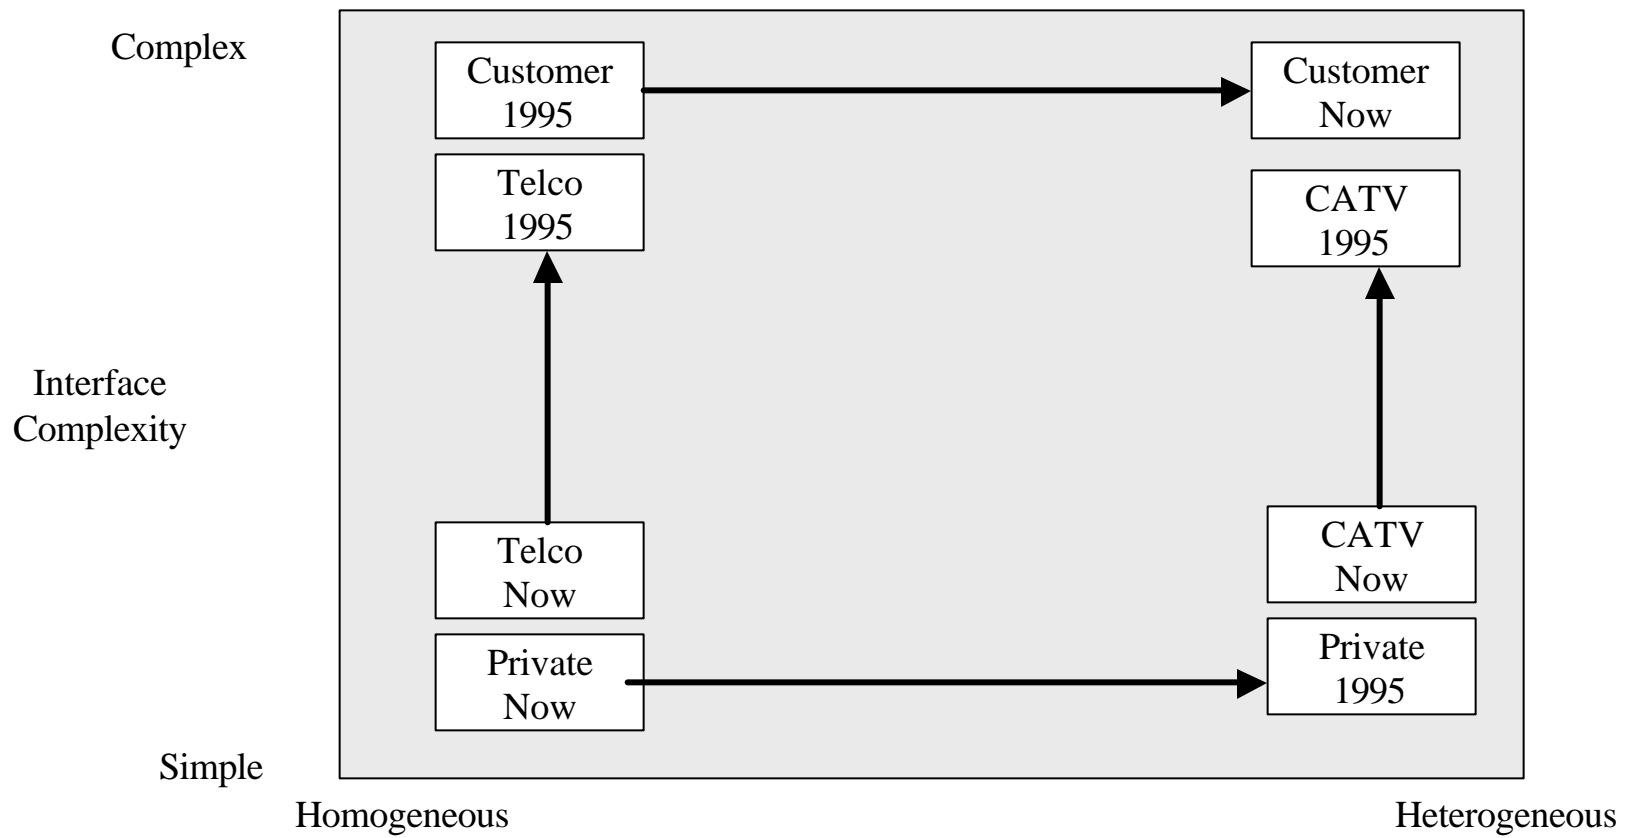 Complex
Customer
1995
Customer
Now
Telco
1995
CATV
1995
Interface
Complexity
Telco
Now
CATV
Now
Private
Now
Private
1995
Simple
Homogeneous
Heterogeneous